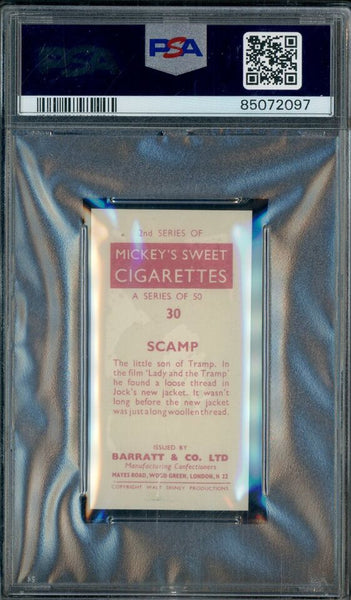 PSA
PSA
85072097
2nd SERIES OF
MICKEY'S SWEET
CIGARETTES
A SERIES OF 50
30
SCAMP
The little son of Tramp. In
the film 'Lady and the Tramp'
he found a loose thread in
Jock's new jacket. It wasn't
long before the new jacket
was just a long woollen thread.
ISSUED BY
BARRATT & CO. LTD
Manufacturing Confectioners
MAYES ROAD, WOOD GREEN, LONDON, N 22
COPYRIGHT WALT DISNEY PRODUCTIONS